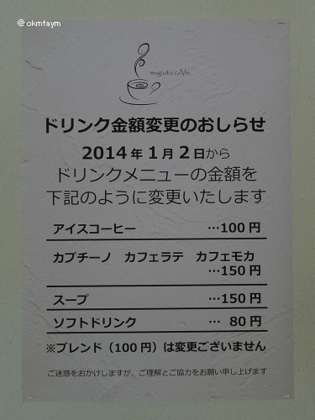 @okmtaym
nugoto cAfe
ドリンク金額変更のおしらせ
2014年1月2日から
ドリンクメニューの金額を
下記のように変更いたします
アイスコーヒー …100円
カプチーノ カフェラテ カフェモカ
…150円
スープ …150円
ソフトドリンク … 80円
※ブレンド(100円)は変更ございません
ご迷惑をおかけしますが、ご理解とご協力をお願い申し上げます